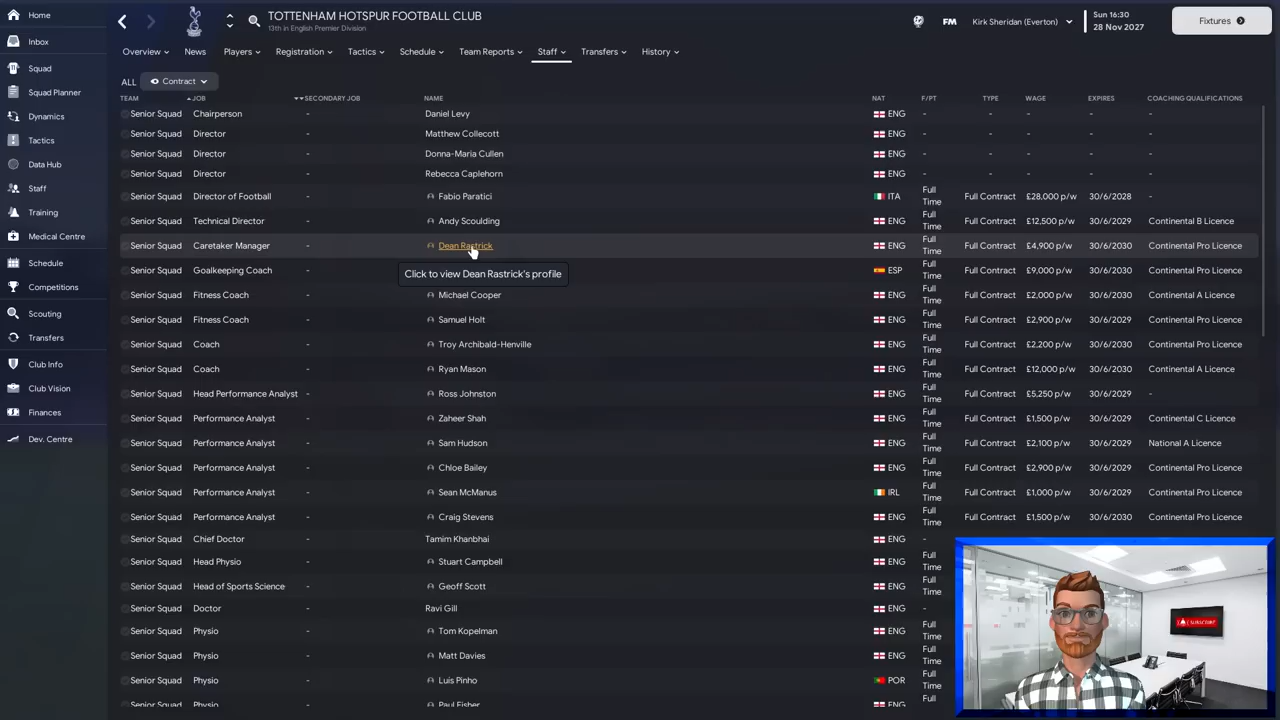 Home
TOTTENHAM HOTSPUR FOOTBALL CLUB
13th in English Premier Division
FM
Kirk Sheridan (Everton)
Sun 16:30
28 Nov 2027
Fixtures
Inbox
Squad
Squad Planner
Dynamics
Tactics
Data Hub
Staff
Training
Medical Centre
Schedule
Competitions
Scouting
Transfers
Club Info
Club Vision
Finances
Dev. Centre
Overview News Players Registration Tactics Schedule Team Reports Staff Transfers History
ALL Contract
TEAM JOB SECONDARY JOB NAME NAT F/PT TYPE WAGE EXPIRES COACHING QUALIFICATIONS
Senior Squad Chairperson - Daniel Levy ENG - - - - -
Senior Squad Director - Matthew Collecott ENG - - - - -
Senior Squad Director - Donna-Maria Cullen ENG - - - - -
Senior Squad Director - Rebecca Caplehorn ENG - - - - -
Senior Squad Director of Football - Fabio Paratici ITA Full Time Full Contract £28,000 p/w 30/6/2028 -
Senior Squad Technical Director - Andy Scoulding ENG Full Time Full Contract £12,500 p/w 30/6/2029 Continental B Licence
Senior Squad Caretaker Manager - Dean Rastrick ENG Full Time Full Contract £4,900 p/w 30/6/2030 Continental Pro Licence
Senior Squad Goalkeeping Coach - ESP Full Time Full Contract £9,000 p/w 30/6/2030 Continental Pro Licence
Click to view Dean Rastrick's profile
Senior Squad Fitness Coach - Michael Cooper ENG Full Time Full Contract £2,000 p/w 30/6/2030 Continental A Licence
Senior Squad Fitness Coach - Samuel Holt ENG Full Time Full Contract £2,900 p/w 30/6/2029 Continental Pro Licence
Senior Squad Coach - Troy Archibald-Henville ENG Full Time Full Contract £2,200 p/w 30/6/2030 Continental Pro Licence
Senior Squad Coach - Ryan Mason ENG Full Time Full Contract £12,000 p/w 30/6/2030 Continental A Licence
Senior Squad Head Performance Analyst - Ross Johnston ENG Full Time Full Contract £5,250 p/w 30/6/2030 -
Senior Squad Performance Analyst - Zaheer Shah ENG Full Time Full Contract £1,500 p/w 30/6/2029 Continental C Licence
Senior Squad Performance Analyst - Sam Hudson ENG Full Time Full Contract £2,100 p/w 30/6/2029 National A Licence
Senior Squad Performance Analyst - Chloe Bailey ENG Full Time Full Contract £2,900 p/w 30/6/2029 Continental Pro Licence
Senior Squad Performance Analyst - Sean McManus IRL Full Time Full Contract £1,000 p/w 30/6/2029 Continental Pro Licence
Senior Squad Performance Analyst - Craig Stevens ENG Full Time Full Contract £1,500 p/w 30/6/2029 Continental Pro Licence
Senior Squad Chief Doctor - Tamim Khanbhai ENG -
Senior Squad Head Physio - Stuart Campbell ENG Full Time
Senior Squad Head of Sports Science - Geoff Scott ENG Full Time
Senior Squad Doctor - Ravi Gill ENG -
Senior Squad Physio - Tom Kopelman ENG Full Time
Senior Squad Physio - Matt Davies ENG Full Time
Senior Squad Physio - Luis Pinho POR Full Time
Senior Squad Physio - Paul Fisher ENG Full
SUBSCRIBE